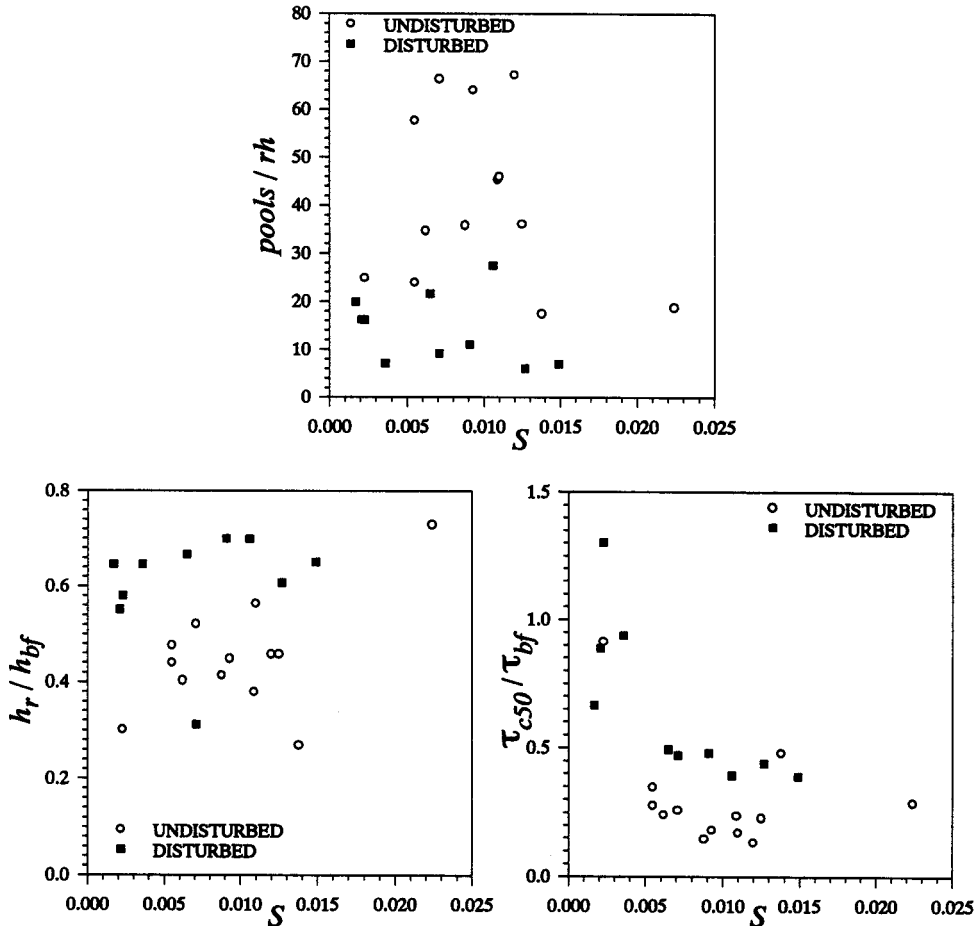 UNDISTURBED
DISTURBED
80
70
60
50
40
30
20
10
0
pools / rh
0.000 0.005 0.010 0.015 0.020 0.025
S
0.8
0.6
0.4
0.2
0.0
h_r / h_bf
UNDISTURBED
DISTURBED
0.000 0.005 0.010 0.015 0.020 0.025
S
1.5
1.0
0.5
0.0
τ_c50 / τ_bf
UNDISTURBED
DISTURBED
0.000 0.005 0.010 0.015 0.020 0.025
S